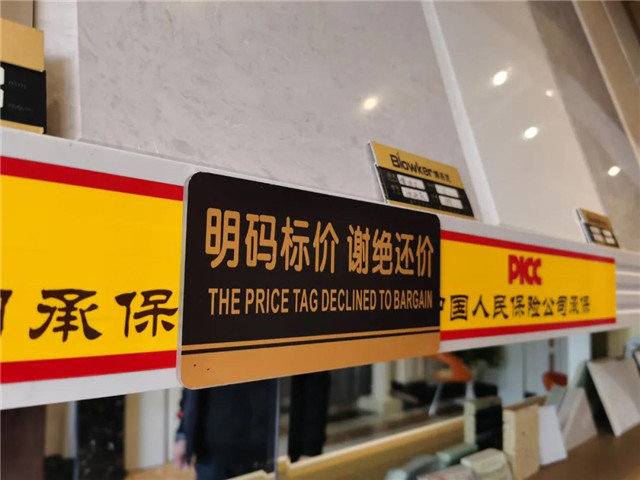 明码标价 谢绝还价
THE PRICE TAG DECLINED TO BARGAIN
承保
PICC
中国人民保险公司承保
Blowker